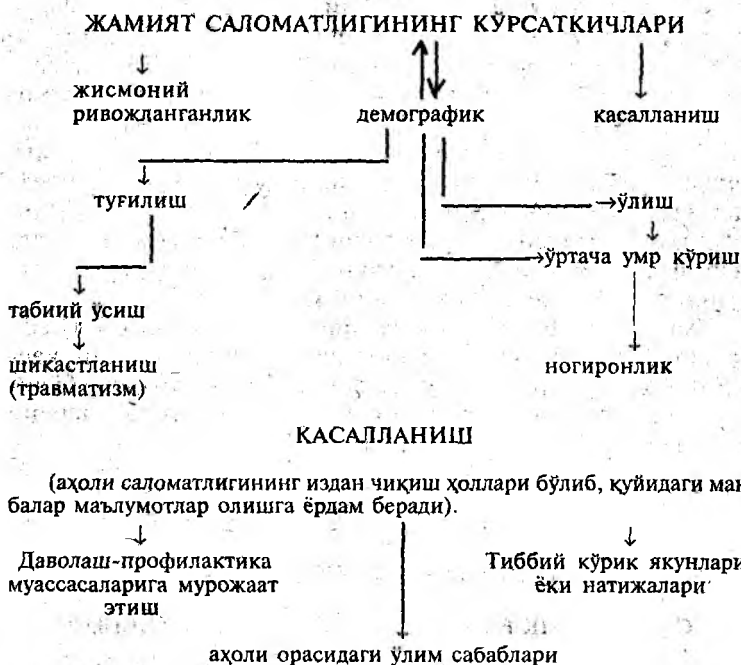 ЖАМИЯТ САЛОМАТЛИГИНИНГ КЎРСАТКИЧЛАРИ
жисмоний
ривожланганлик
демографик
касалланиш
туғилиш
ўлиш
ўртача умр кўриш
табиий ўсиш
шикастланиш
(травматизм)
ногиронлик
КАСАЛЛАНИШ
(аҳоли саломатлигининг издан чиқиш ҳоллари бўлиб, қуйидаги ман
балар маълумотлар олишга ёрдам беради).
Даволаш-профилактика
муассасаларига мурожаат
этиш
Тиббий кўрик якунлари
ёки натижалари
аҳоли орасидаги ўлим сабаблари